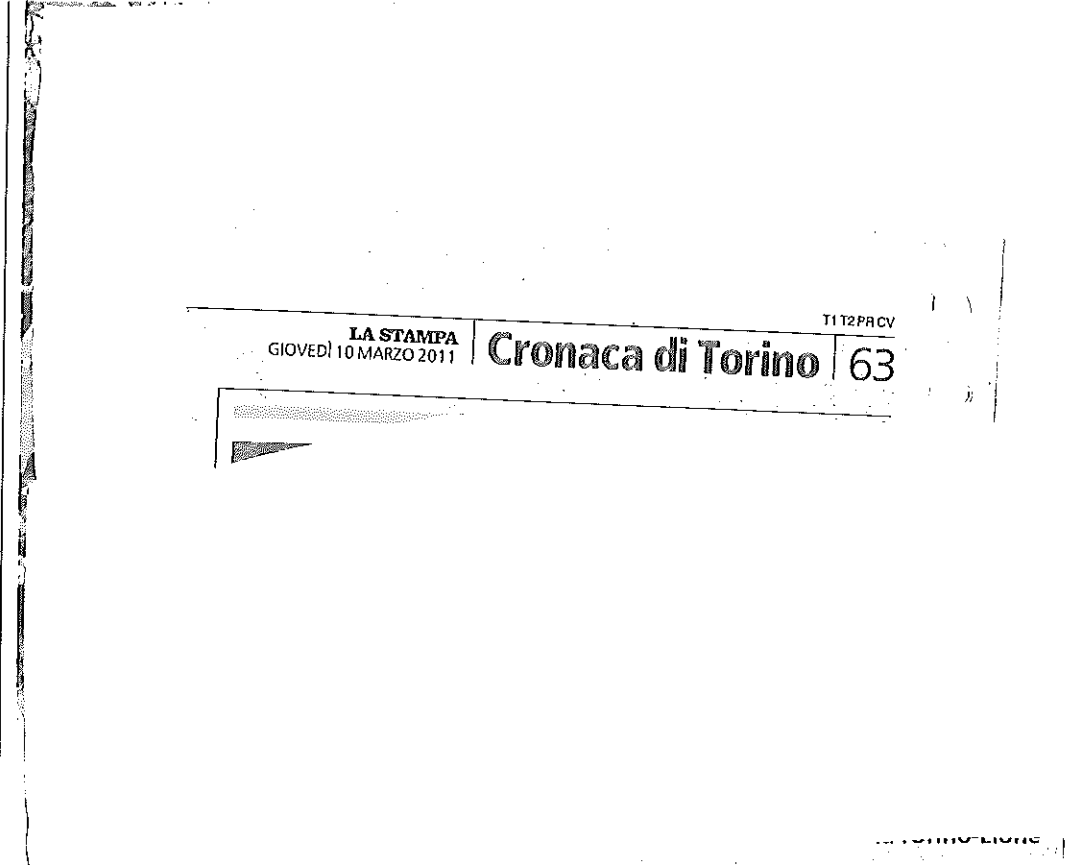 T1 T2 PR CV
LA STAMPA
GIOVEDÌ 10 MARZO 2011
Cronaca di Torino
63